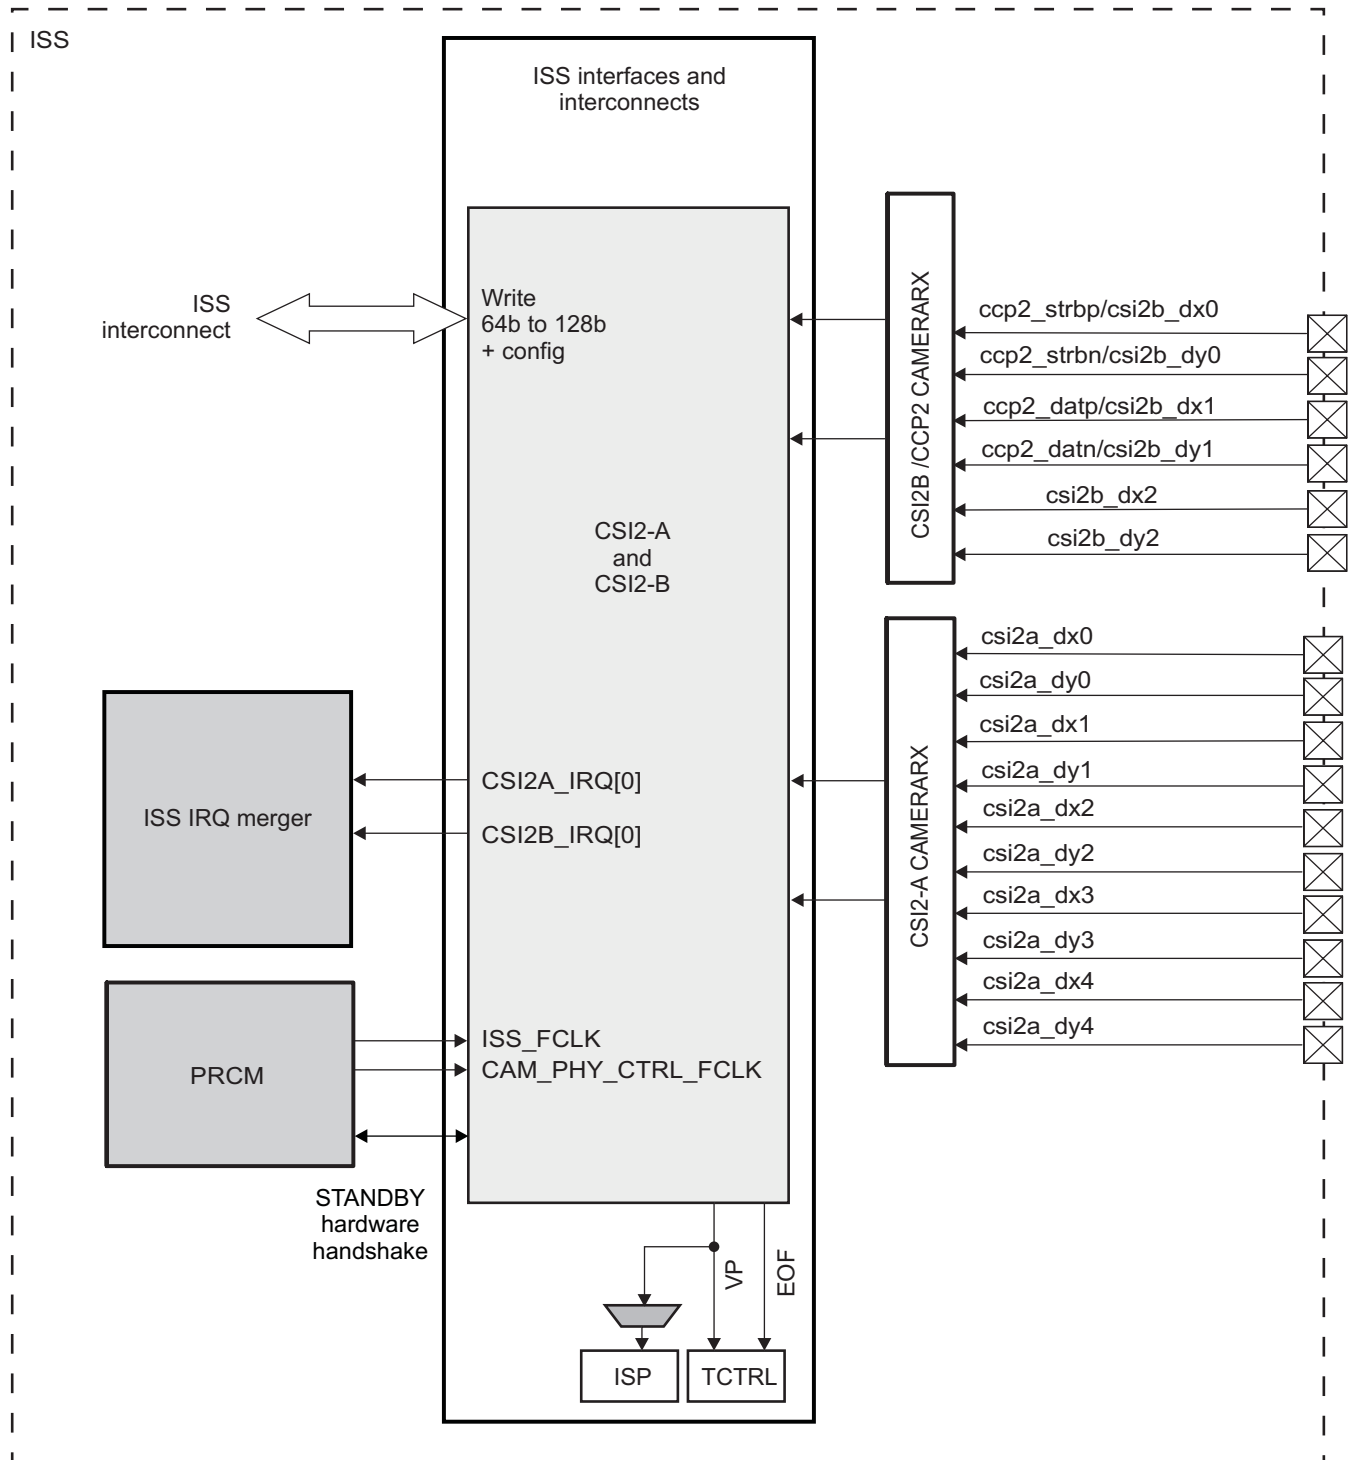 ISS
ISS interfaces and
interconnects
ISS
interconnect
Write
64b to 128b
+ config
CSI2-A
and
CSI2-B
CSI2B /CCP2 CAMERARX
ccp2_strbp/csi2b_dx0
ccp2_strbn/csi2b_dy0
ccp2_datp/csi2b_dx1
ccp2_datn/csi2b_dy1
csi2b_dx2
csi2b_dy2
CSI2-A CAMERARX
csi2a_dx0
csi2a_dy0
csi2a_dx1
csi2a_dy1
csi2a_dx2
csi2a_dy2
csi2a_dx3
csi2a_dy3
csi2a_dx4
csi2a_dy4
ISS IRQ merger
CSI2A_IRQ[0]
CSI2B_IRQ[0]
PRCM
ISS_FCLK
CAM_PHY_CTRL_FCLK
STANDBY
hardware
handshake
VP
EOF
ISP
TCTRL